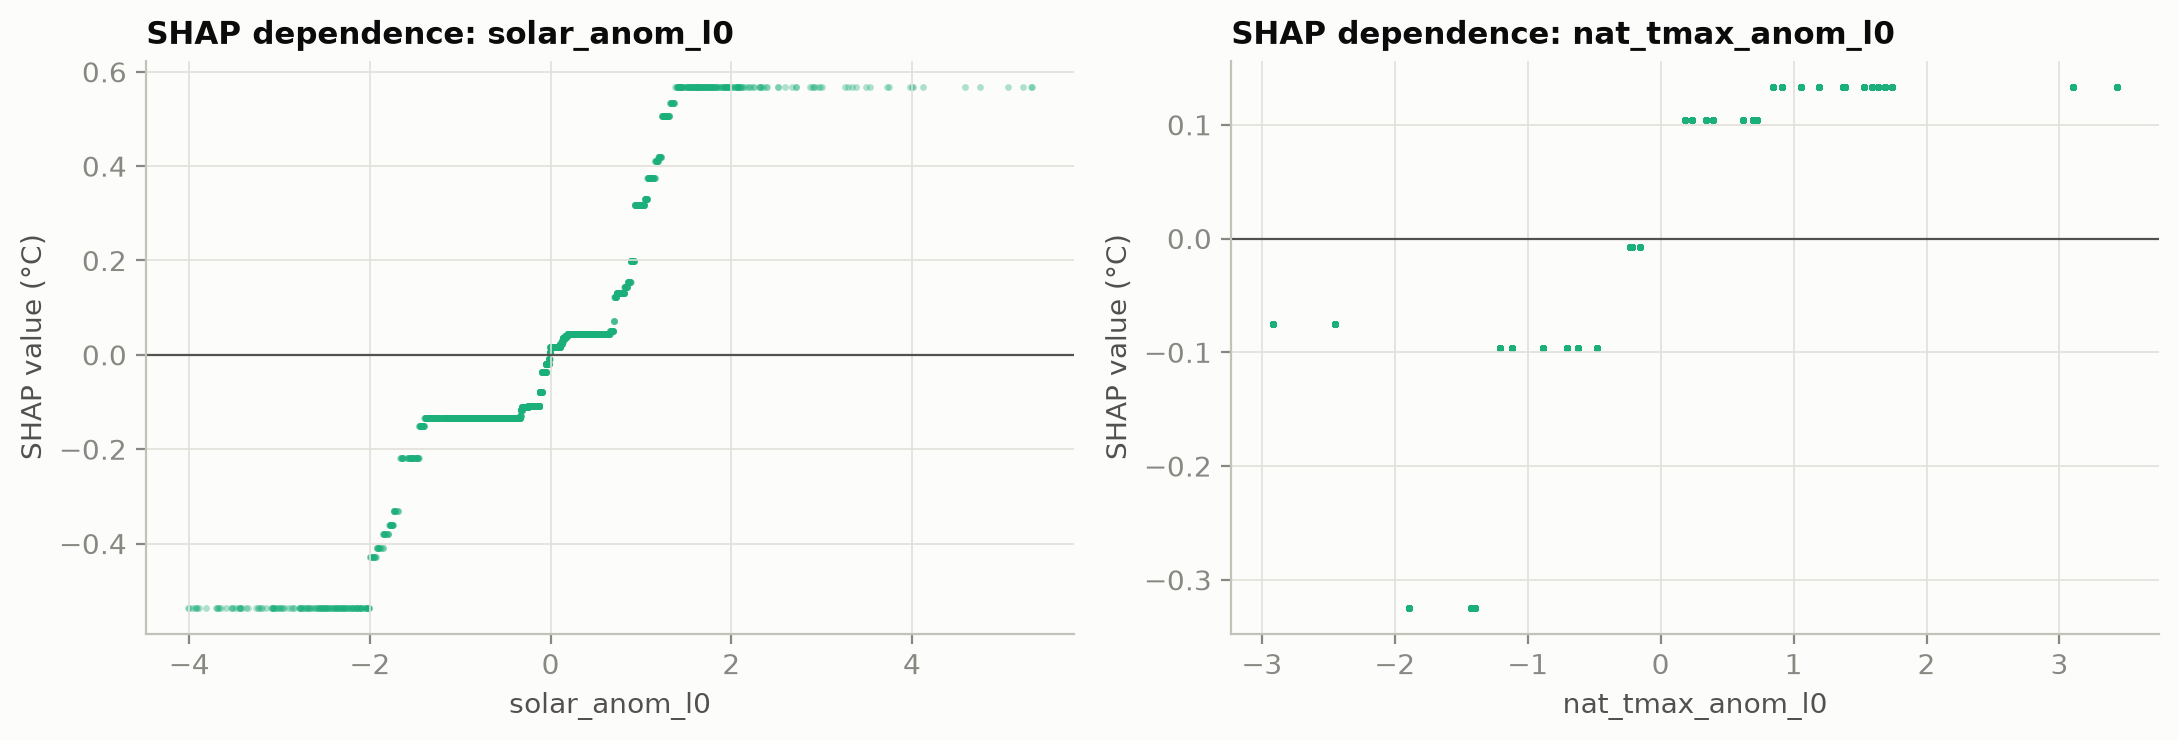 SHAP dependence: solar_anom_l0
SHAP value (°C)
0.6
0.4
0.2
0.0
−0.2
−0.4
−4 −2 0 2 4
solar_anom_l0
SHAP dependence: nat_tmax_anom_l0
SHAP value (°C)
0.1
0.0
−0.1
−0.2
−0.3
−3 −2 −1 0 1 2 3
nat_tmax_anom_l0